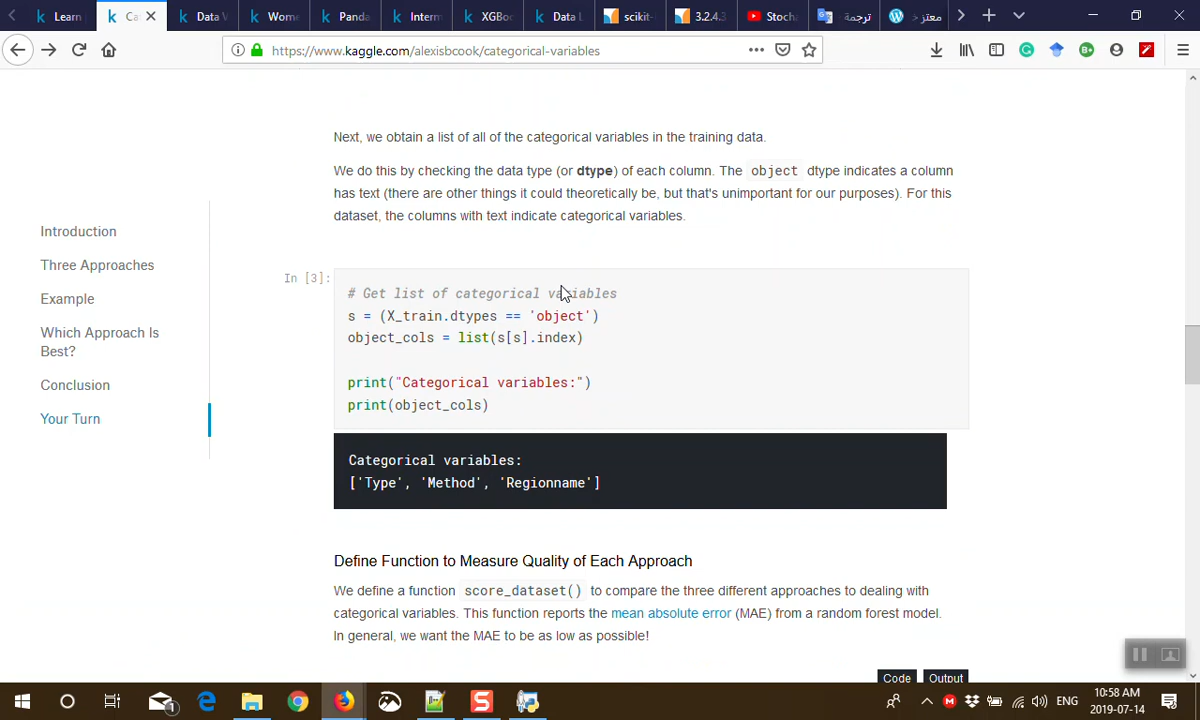 Learn
Ca
Data V
Wome
Panda
Interm
XGBoo
Data L
scikit-
3.2.4.3
Stocha
ترجمة
معتز خ
https://www.kaggle.com/alexisbcook/categorical-variables
Next, we obtain a list of all of the categorical variables in the training data.
We do this by checking the data type (or dtype) of each column. The object dtype indicates a column
has text (there are other things it could theoretically be, but that's unimportant for our purposes). For this
dataset, the columns with text indicate categorical variables.
Introduction
Three Approaches
Example
Which Approach Is
Best?
Conclusion
Your Turn
In [3]:
# Get list of categorical variables
s = (X_train.dtypes == 'object')
object_cols = list(s[s].index)
print("Categorical variables:")
print(object_cols)
Categorical variables:
['Type', 'Method', 'Regionname']
Define Function to Measure Quality of Each Approach
We define a function score_dataset() to compare the three different approaches to dealing with
categorical variables. This function reports the mean absolute error (MAE) from a random forest model.
In general, we want the MAE to be as low as possible!
Code
Output
ENG
10:58 AM
2019-07-14